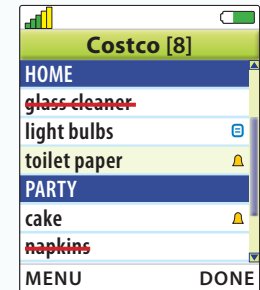 Costco [8]
HOME
glass cleaner
light bulbs
toilet paper
PARTY
cake
napkins
MENU DONE